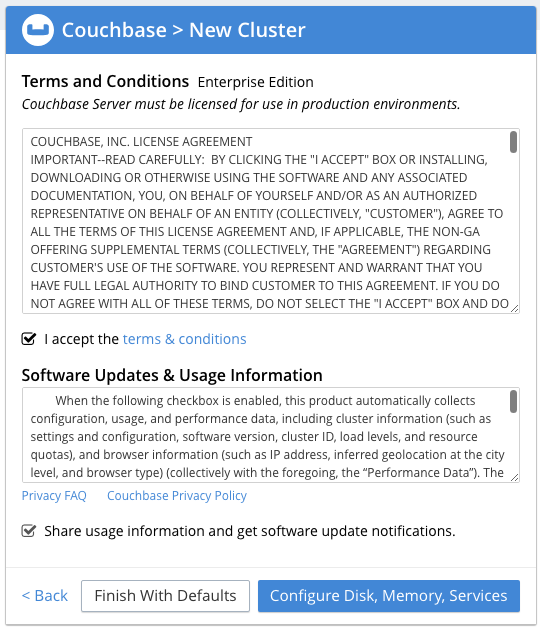 Couchbase > New Cluster
Terms and Conditions Enterprise Edition
Couchbase Server must be licensed for use in production environments.
COUCHBASE, INC. LICENSE AGREEMENT
IMPORTANT--READ CAREFULLY: BY CLICKING THE "I ACCEPT" BOX OR INSTALLING,
DOWNLOADING OR OTHERWISE USING THE SOFTWARE AND ANY ASSOCIATED
DOCUMENTATION, YOU, ON BEHALF OF YOURSELF AND/OR AS AN AUTHORIZED
REPRESENTATIVE ON BEHALF OF AN ENTITY (COLLECTIVELY, "CUSTOMER"), AGREE TO
ALL THE TERMS OF THIS LICENSE AGREEMENT AND, IF APPLICABLE, THE NON-GA
OFFERING SUPPLEMENTAL TERMS (COLLECTIVELY, THE "AGREEMENT") REGARDING
CUSTOMER'S USE OF THE SOFTWARE. YOU REPRESENT AND WARRANT THAT YOU
HAVE FULL LEGAL AUTHORITY TO BIND CUSTOMER TO THIS AGREEMENT. IF YOU DO
NOT AGREE WITH ALL OF THESE TERMS, DO NOT SELECT THE "I ACCEPT" BOX AND DO
I accept the terms & conditions
Software Updates & Usage Information
When the following checkbox is enabled, this product automatically collects
configuration, usage, and performance data, including cluster information (such as
settings and configuration, software version, cluster ID, load levels, and resource
quotas), and browser information (such as IP address, inferred geolocation at the city
level, and browser type) (collectively with the foregoing, the “Performance Data”). The
Privacy FAQ Couchbase Privacy Policy
Share usage information and get software update notifications.
< Back Finish With Defaults Configure Disk, Memory, Services